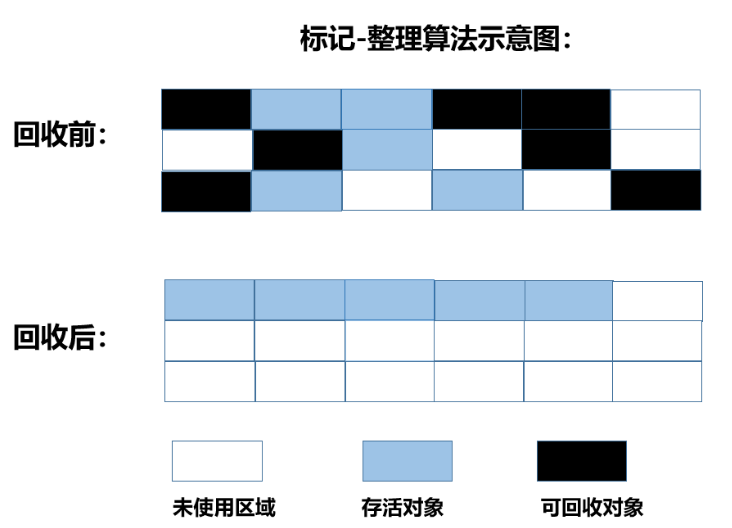 标记-整理算法示意图：
回收前：
回收后：
未使用区域
存活对象
可回收对象